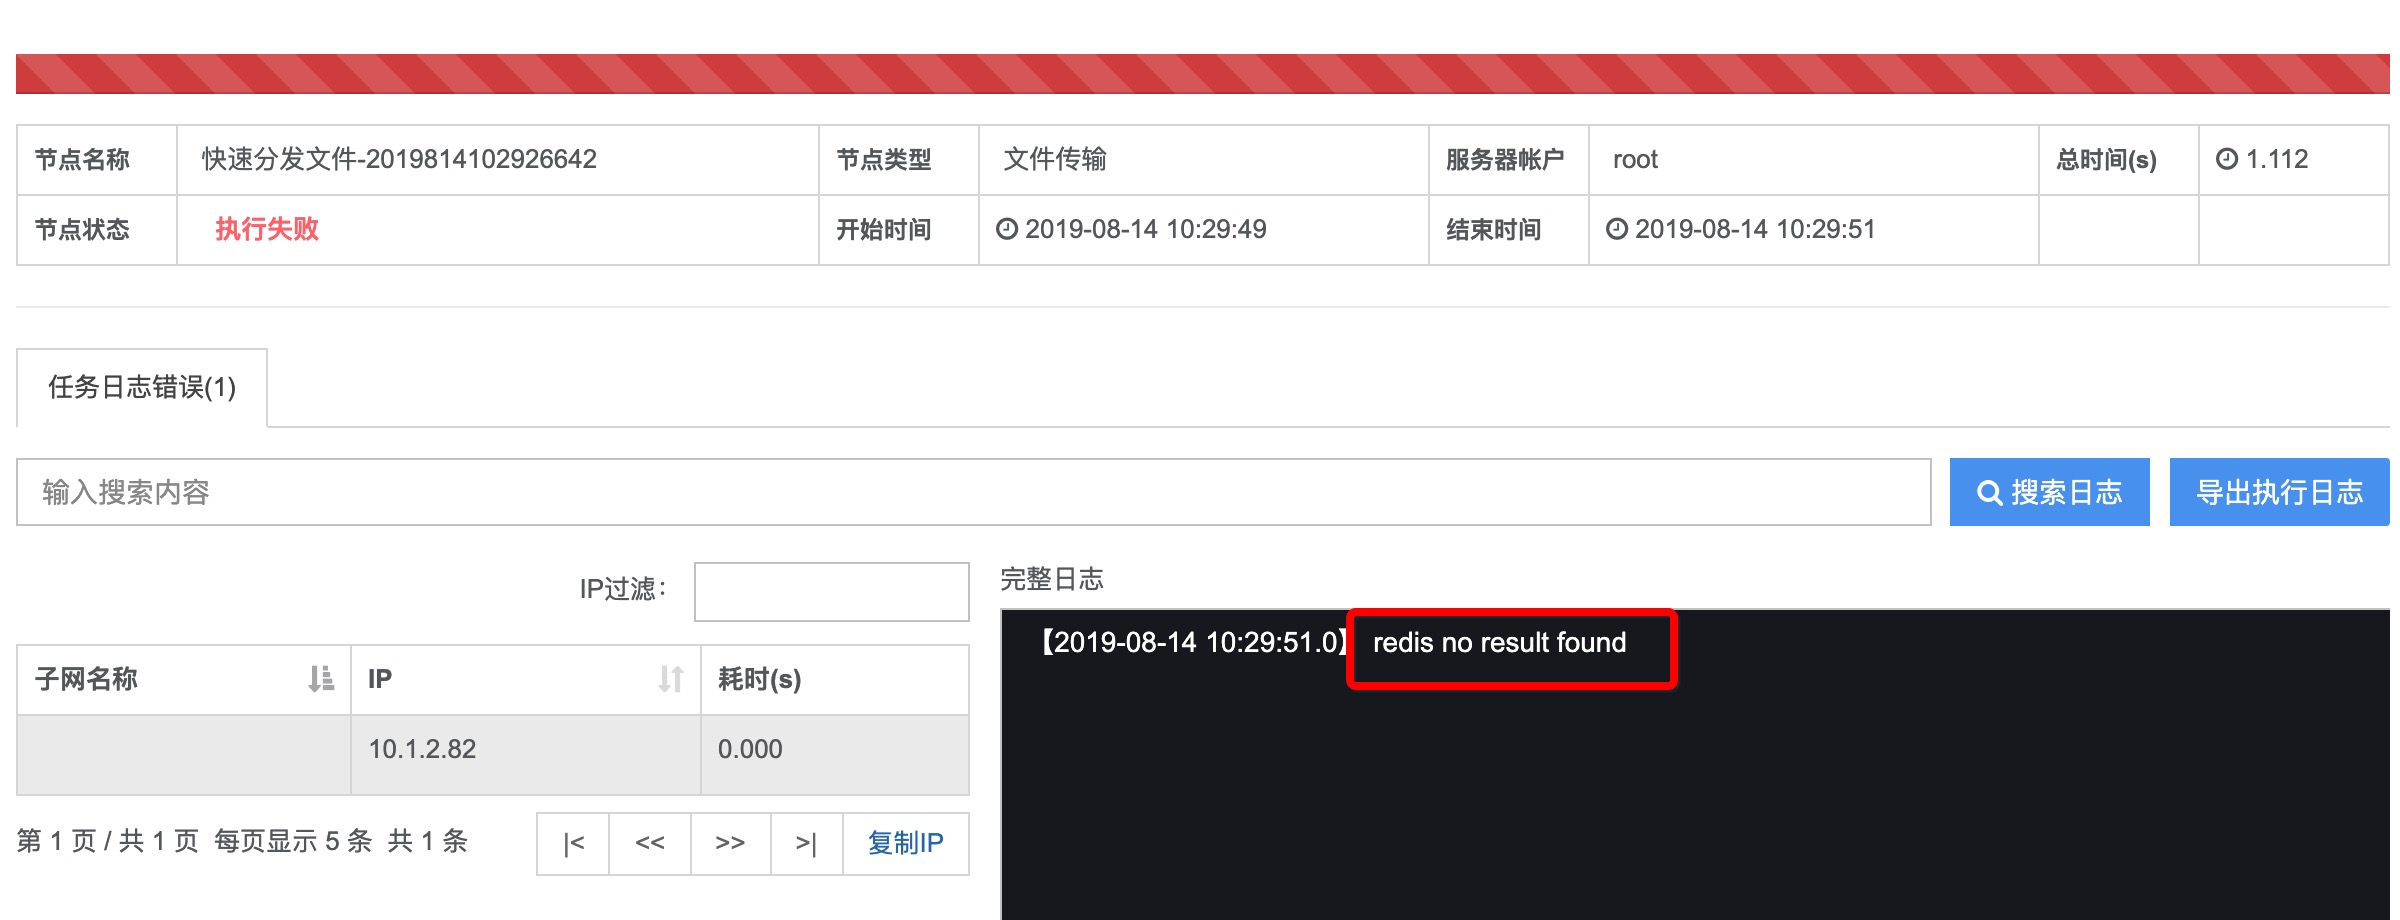 节点名称 快速分发文件-2019814102926642 节点类型 文件传输 服务器帐户 root 总时间(s) 1.112
节点状态 执行失败 开始时间 2019-08-14 10:29:49 结束时间 2019-08-14 10:29:51
任务日志错误(1)
输入搜索内容 搜索日志 导出执行日志
IP过滤:
子网名称 IP 耗时(s)
10.1.2.82 0.000
第 1 页 / 共 1 页 每页显示 5 条 共 1 条 |< << >> >| 复制IP
完整日志
【2019-08-14 10:29:51.0】 redis no result found